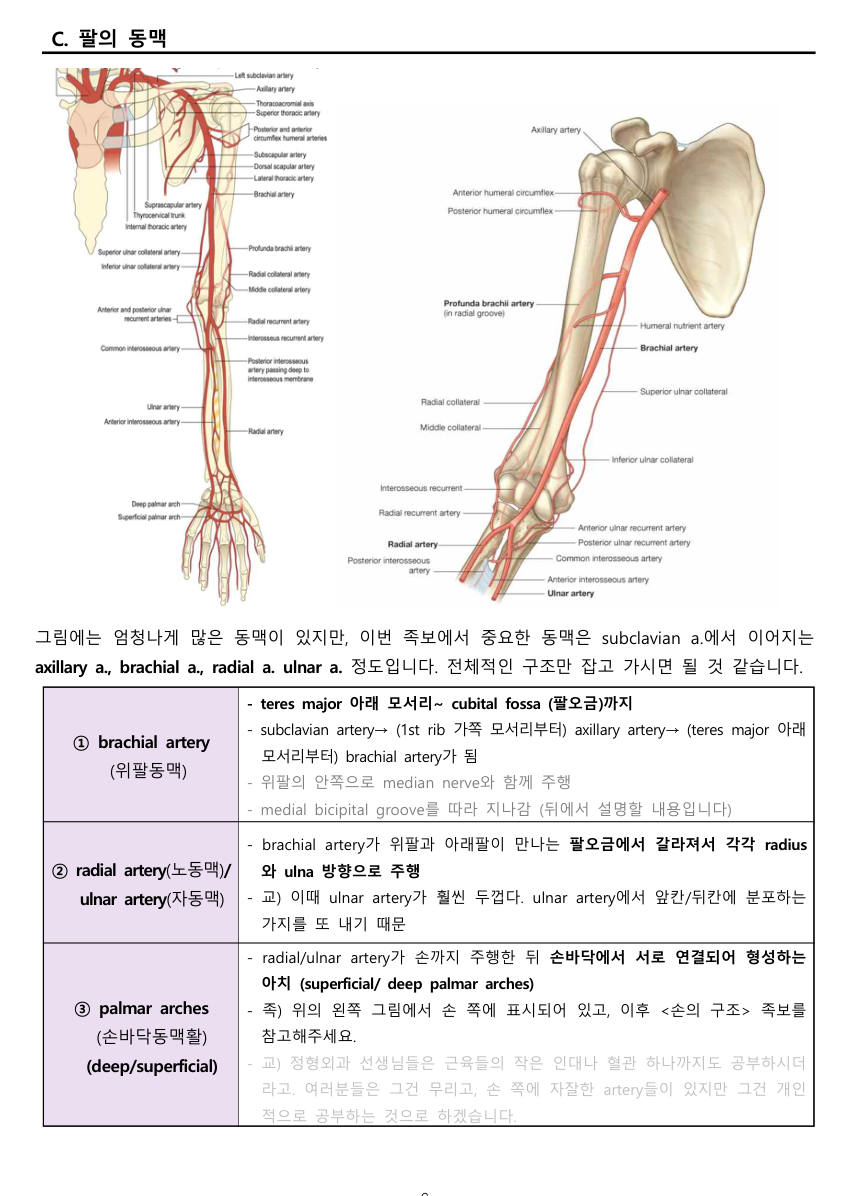 C. 팔의 동맥
Left subclavian artery
Axillary artery
Thoracoacromial axis
Superior thoracic artery
Posterior and anterior
circumflex humeral arteries
Subscapular artery
Dorsal scapular artery
Lateral thoracic artery
Brachial artery
Suprascapular artery
Thyrocervical trunk
Internal thoracic artery
Superior ulnar collateral artery
Inferior ulnar collateral artery
Profunda brachii artery
Radial collateral artery
Middle collateral artery
Anterior and posterior ulnar
recurrent arteries
Radial recurrent artery
Interosseus recurrent artery
Common interosseous artery
Posterior interosseous
artery passing deep to
interosseous membrane
Ulnar artery
Anterior interosseous artery
Radial artery
Deep palmar arch
Superficial palmar arch
Axillary artery
Anterior humeral circumflex
Posterior humeral circumflex
Profunda brachii artery
(in radial groove)
Humeral nutrient artery
Brachial artery
Superior ulnar collateral
Radial collateral
Middle collateral
Inferior ulnar collateral
Interosseous recurrent
Radial recurrent artery
Anterior ulnar recurrent artery
Posterior ulnar recurrent artery
Radial artery
Common interosseous artery
Posterior interosseous
artery
Anterior interosseous artery
Ulnar artery
그림에는 엄청나게 많은 동맥이 있지만, 이번 족보에서 중요한 동맥은 subclavian a.에서 이어지는
axillary a., brachial a., radial a. ulnar a. 정도입니다. 전체적인 구조만 잡고 가시면 될 것 같습니다.
① brachial artery
(위팔동맥)
- teres major 아래 모서리~ cubital fossa (팔오금)까지
- subclavian artery→ (1st rib 가쪽 모서리부터) axillary artery→ (teres major 아래
모서리부터) brachial artery가 됨
- 위팔의 안쪽으로 median nerve와 함께 주행
- medial bicipital groove를 따라 지나감 (뒤에서 설명할 내용입니다)
② radial artery(노동맥)/
ulnar artery(자동맥)
- brachial artery가 위팔과 아래팔이 만나는 팔오금에서 갈라져서 각각 radius
와 ulna 방향으로 주행
- 교) 이때 ulnar artery가 훨씬 두껍다. ulnar artery에서 앞칸/뒤칸에 분포하는
가지를 또 내기 때문
③ palmar arches
(손바닥동맥활)
(deep/superficial)
- radial/ulnar artery가 손까지 주행한 뒤 손바닥에서 서로 연결되어 형성하는
아치 (superficial/ deep palmar arches)
- 족) 위의 왼쪽 그림에서 손 쪽에 표시되어 있고, 이후 <손의 구조> 족보를
참고해주세요.
- 교) 정형외과 선생님들은 근육들의 작은 인대나 혈관 하나까지도 공부하시더
라고. 여러분들은 그건 무리고, 손 쪽에 자잘한 artery들이 있지만 그건 개인
적으로 공부하는 것으로 하겠습니다.